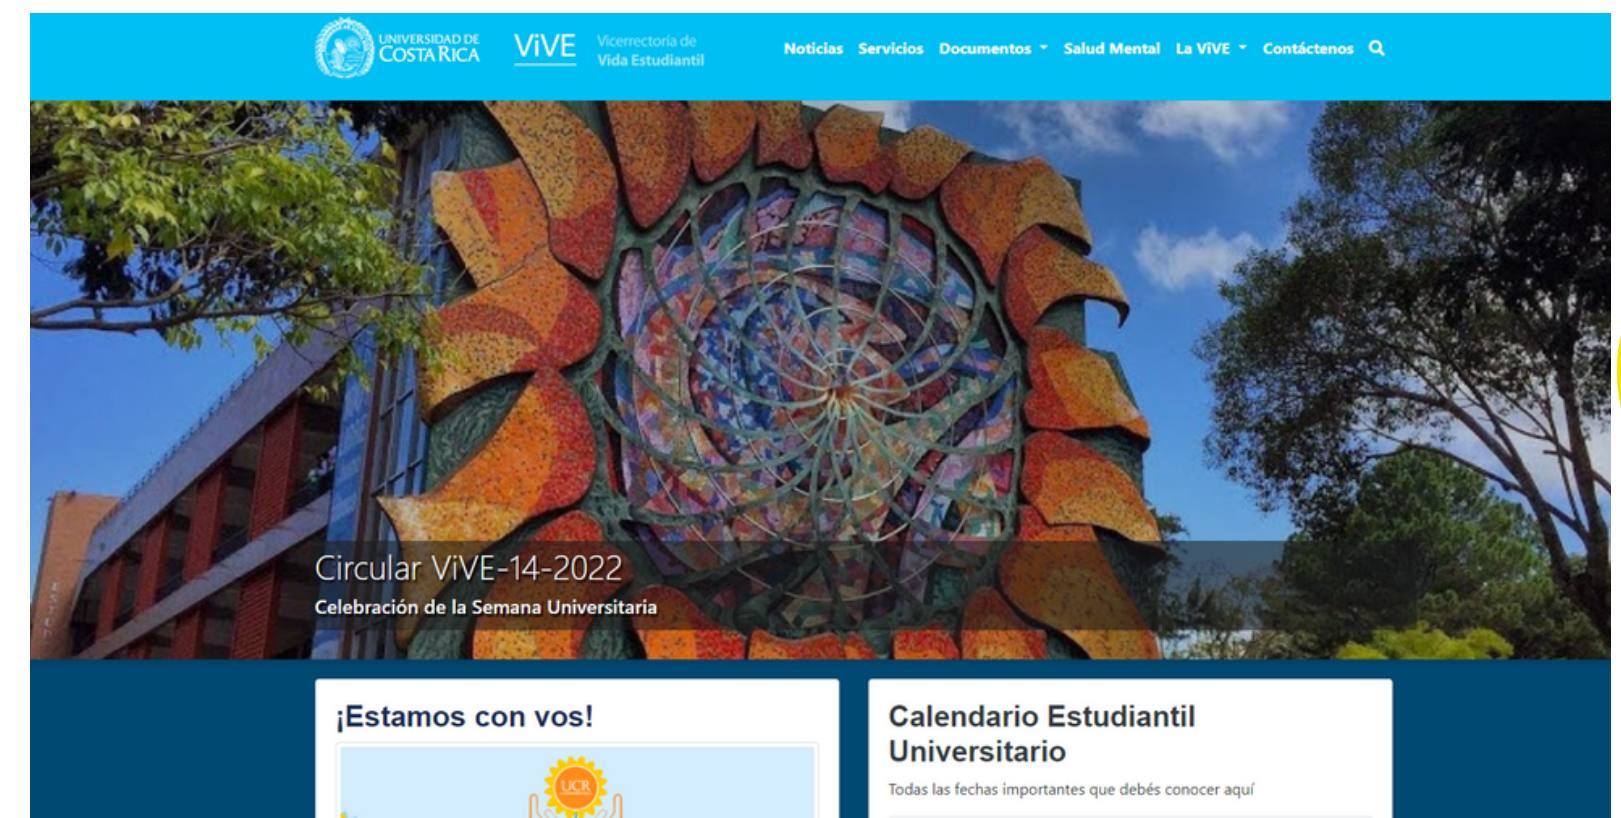 UNIVERSIDAD DE
COSTA RICA
ViVE
Vicerrectoría de
Vida Estudiantil
Noticias Servicios Documentos Salud Mental La ViVE Contáctenos
Circular ViVE-14-2022
Celebración de la Semana Universitaria
¡Estamos con vos!
UCR
Calendario Estudiantil
Universitario
Todas las fechas importantes que debés conocer aquí